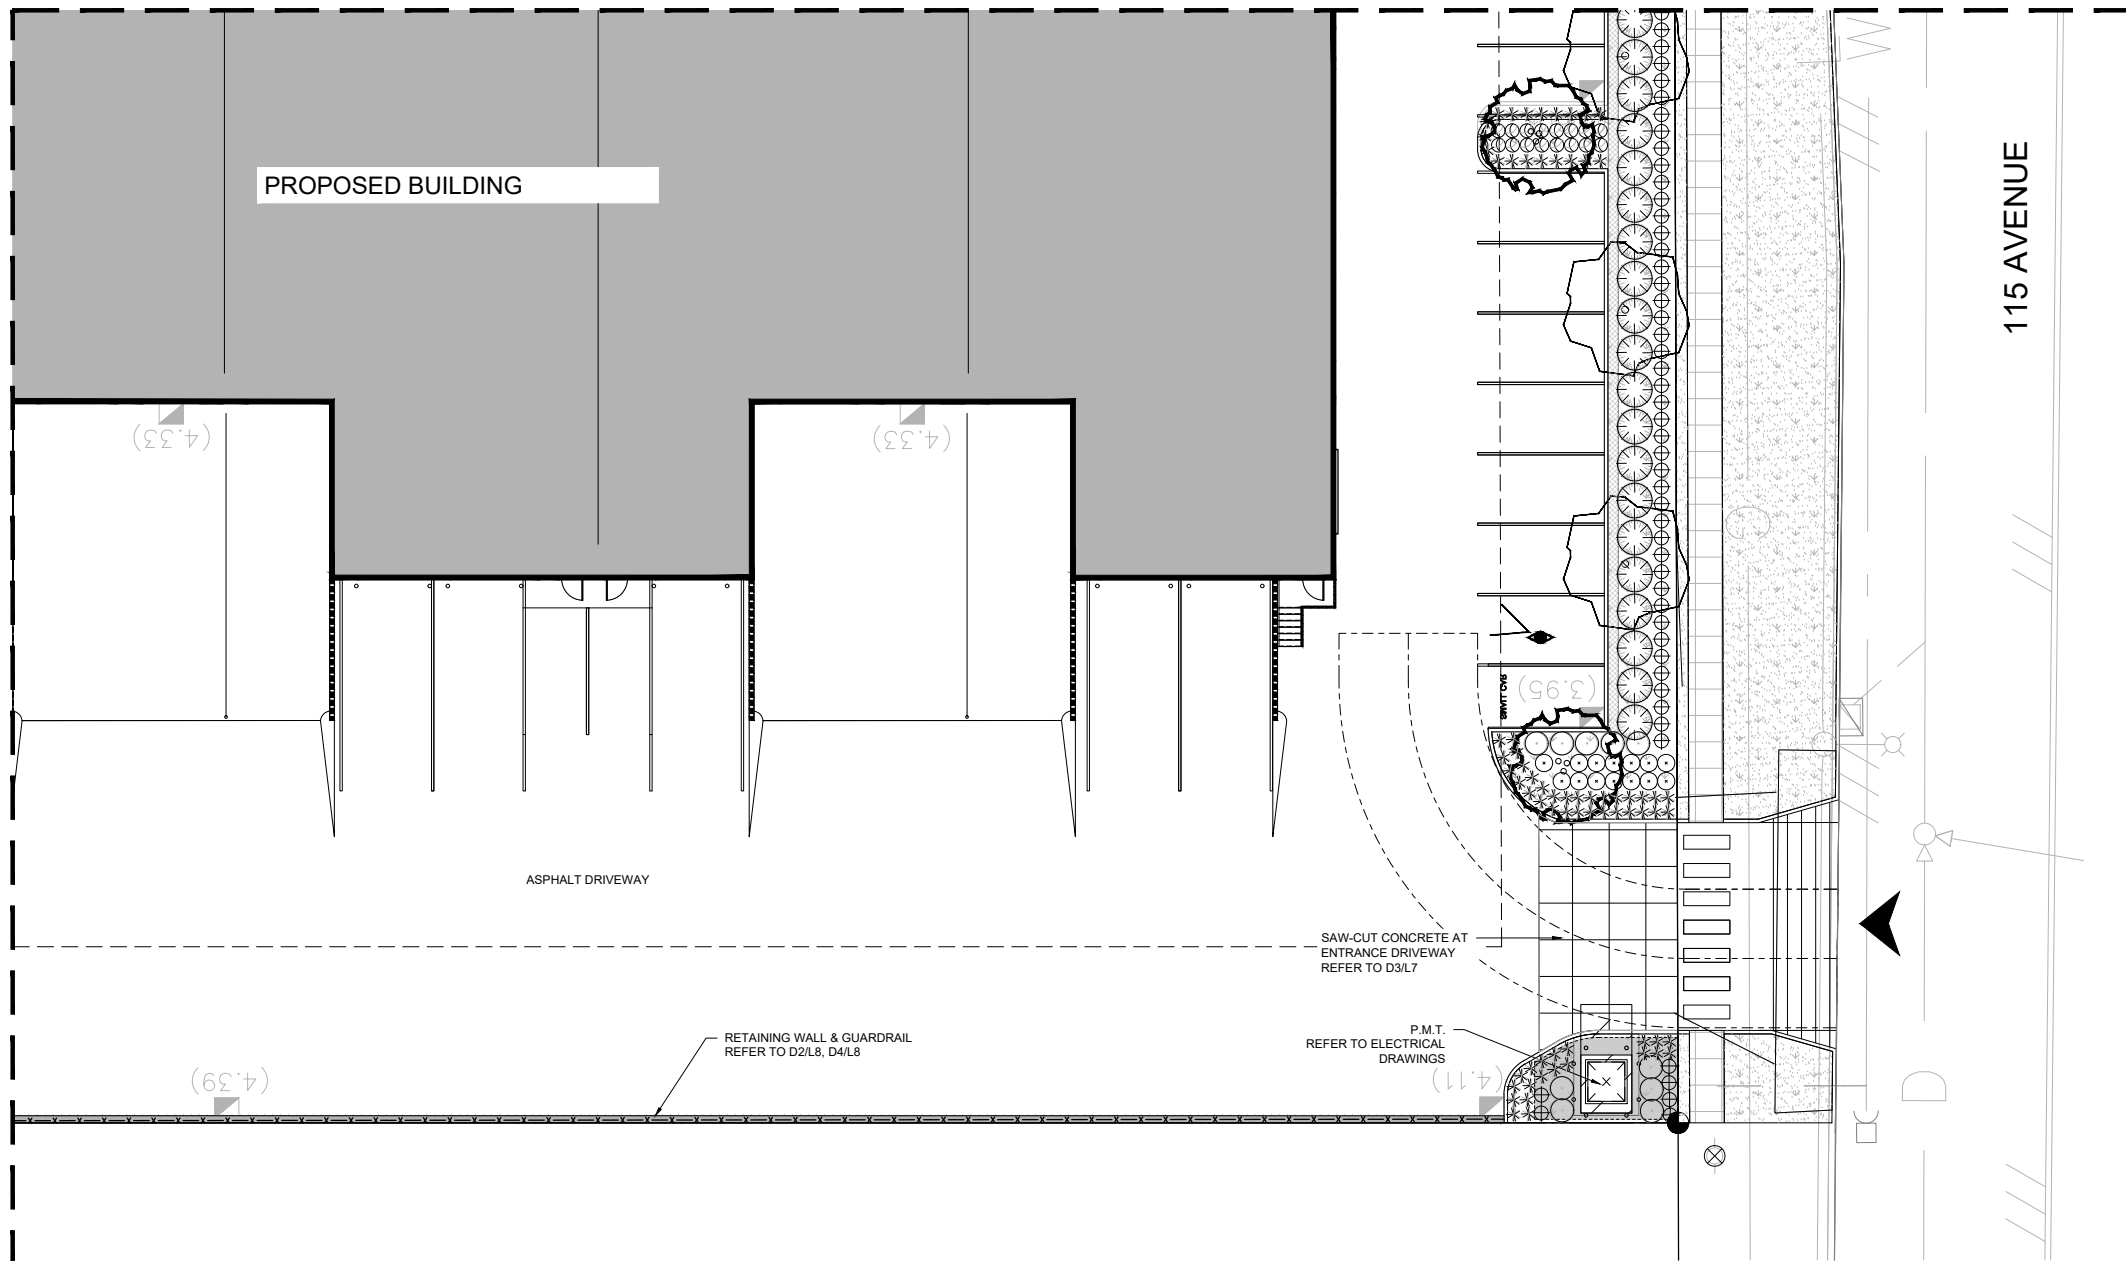 PROPOSED BUILDING
115 AVENUE
(4.33)
(4.33)
(3.95)
SMALL CAR
ASPHALT DRIVEWAY
SAW-CUT CONCRETE AT
ENTRANCE DRIVEWAY
REFER TO D3/L7
RETAINING WALL & GUARDRAIL
REFER TO D2/L8, D4/L8
P.M.T.
REFER TO ELECTRICAL
DRAWINGS
(4.39)
(4.11)
D